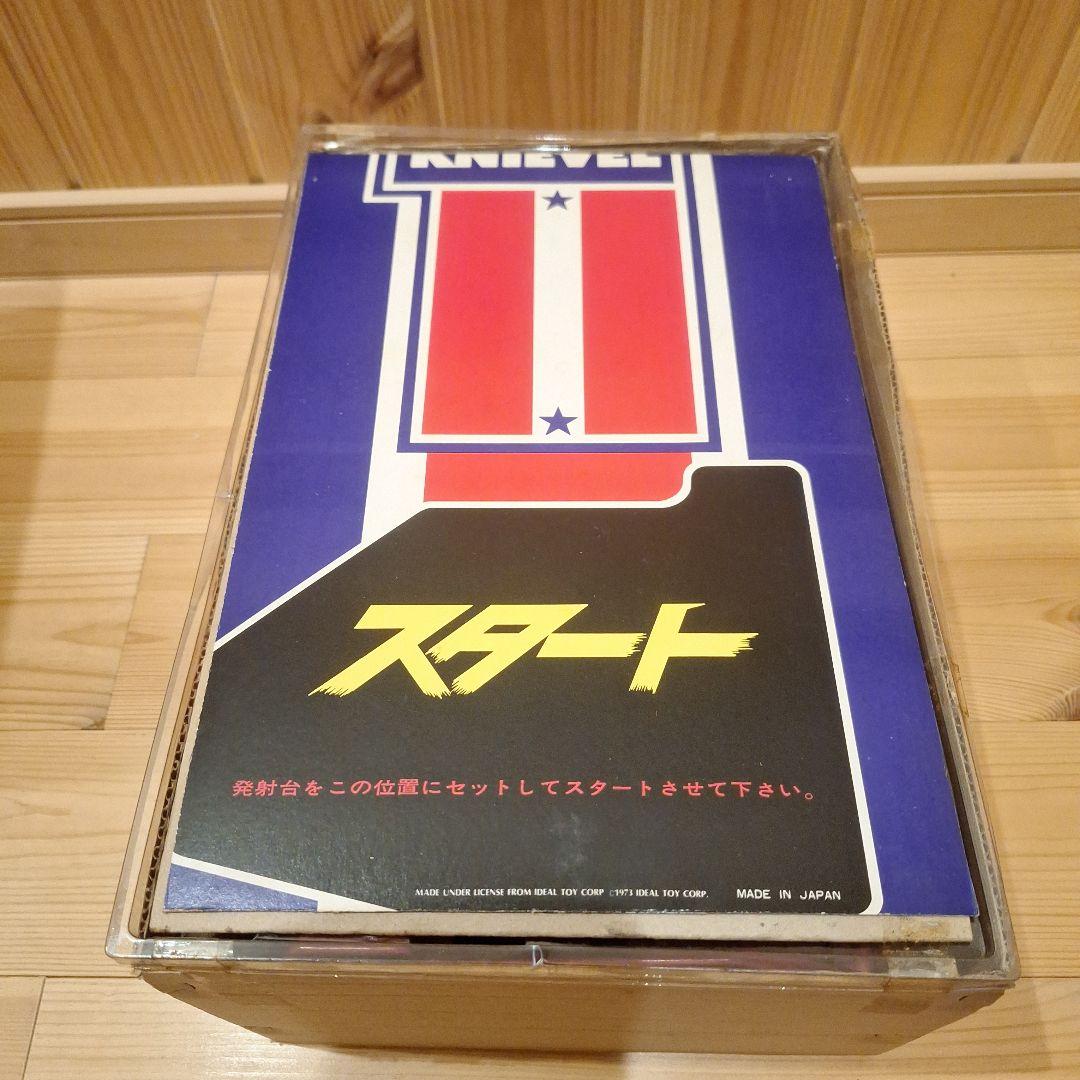 KNIEVEL
スタート
発射台をこの位置にセットしてスタートさせて下さい。
MADE UNDER LICENSE FROM IDEAL TOY CORP ©1973 IDEAL TOY CORP. MADE IN JAPAN